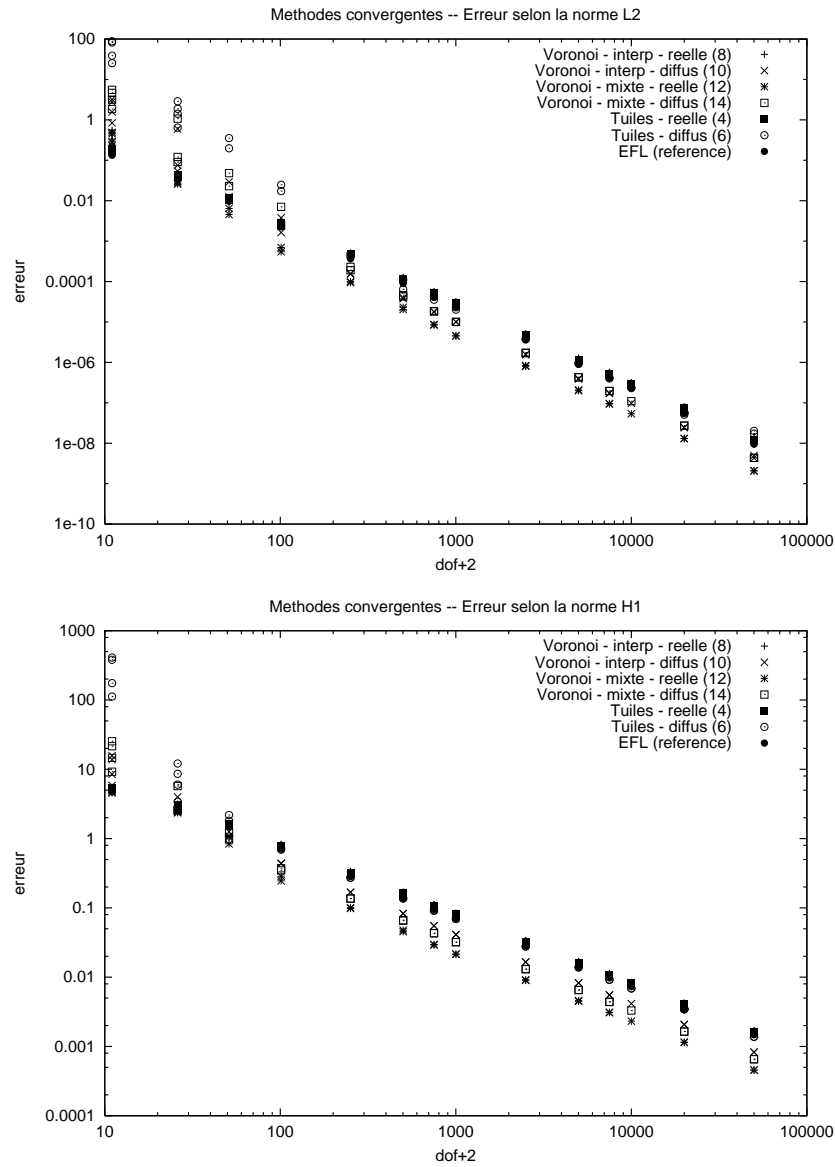 Methodes convergentes -- Erreur selon la norme L2
100
1
0.01
0.0001
1e-06
1e-08
1e-10
erreur
Voronoi - interp - reelle (8)
Voronoi - interp - diffus (10)
Voronoi - mixte - reelle (12)
Voronoi - mixte - diffus (14)
Tuiles - reelle (4)
Tuiles - diffus (6)
EFL (reference)
10 100 1000 10000 100000
dof+2
Methodes convergentes -- Erreur selon la norme H1
1000
100
10
1
0.1
0.01
0.001
0.0001
erreur
Voronoi - interp - reelle (8)
Voronoi - interp - diffus (10)
Voronoi - mixte - reelle (12)
Voronoi - mixte - diffus (14)
Tuiles - reelle (4)
Tuiles - diffus (6)
EFL (reference)
10 100 1000 10000 100000
dof+2